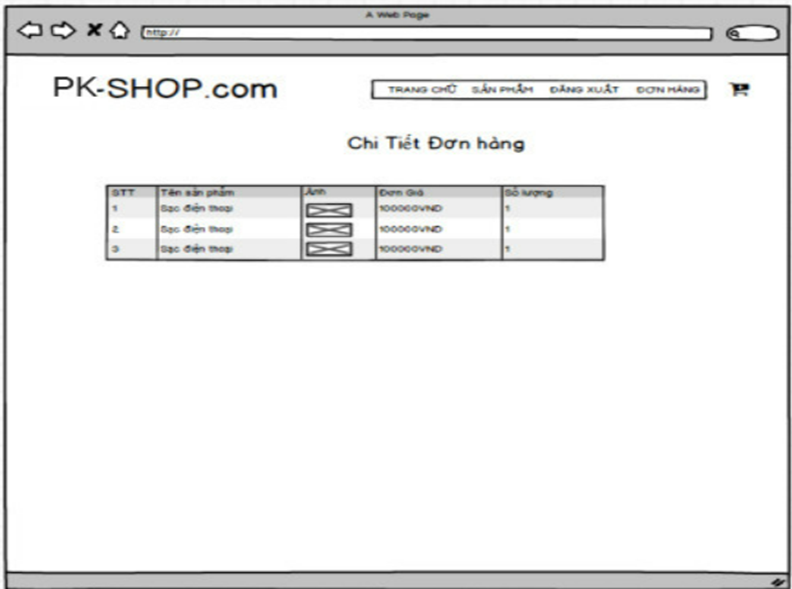 A Web Page
http://
PK-SHOP.com
TRANG CHỦ SẢN PHẨM ĐĂNG XUẤT ĐƠN HÀNG
Chi Tiết Đơn hàng
STT Tên sản phẩm Ảnh Đơn Giá Số lượng
1 Sạc điện thoại 100000VND 1
2 Sạc điện thoại 100000VND 1
3 Sạc điện thoại 100000VND 1